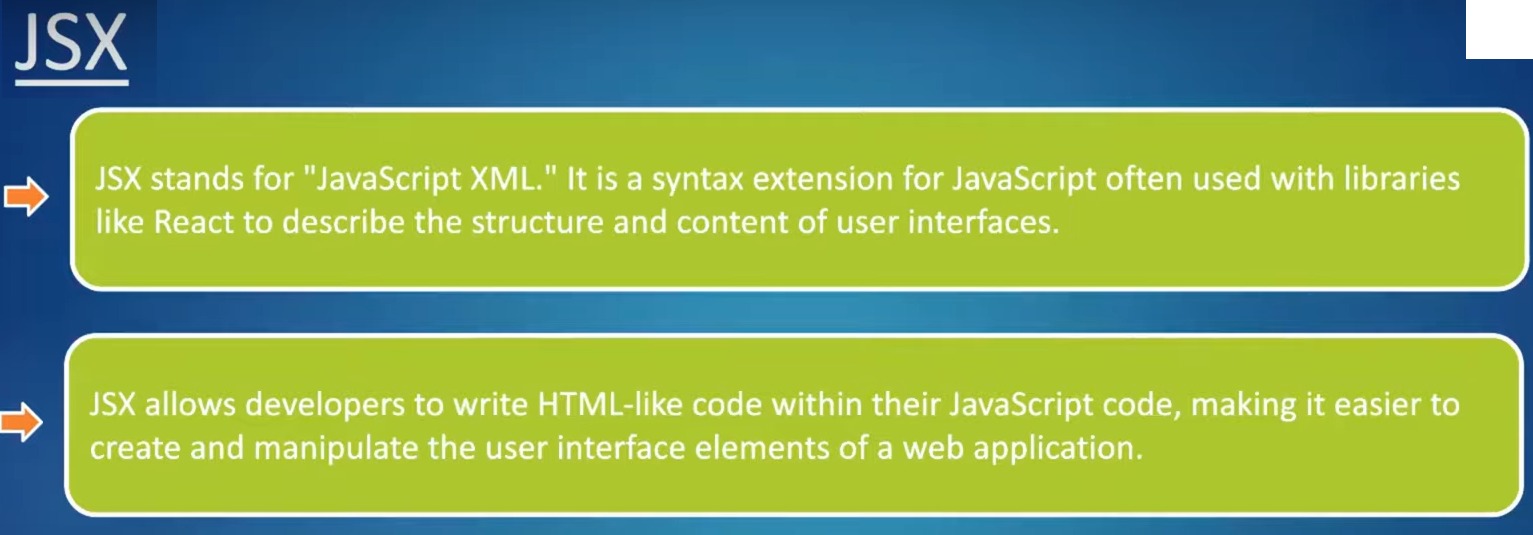 JSX
JSX stands for "JavaScript XML." It is a syntax extension for JavaScript often used with libraries
like React to describe the structure and content of user interfaces.
JSX allows developers to write HTML-like code within their JavaScript code, making it easier to
create and manipulate the user interface elements of a web application.